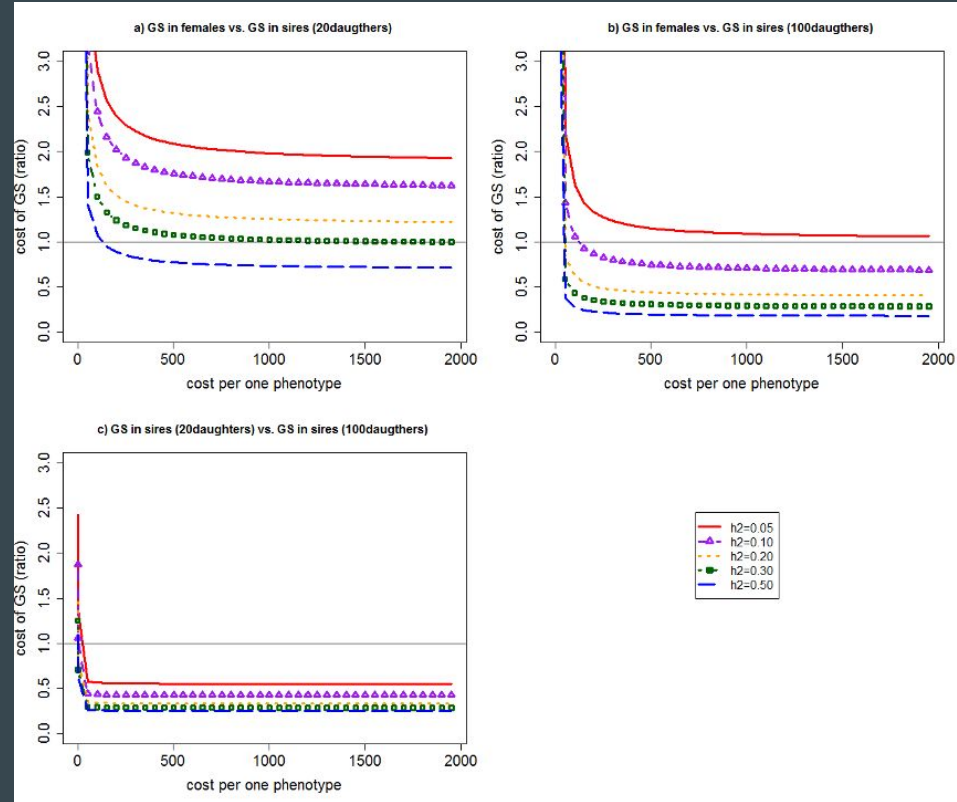 a) GS in females vs. GS in sires (20daugthers)
cost of GS (ratio)
3.0
2.5
2.0
1.5
1.0
0.5
0.0
0 500 1000 1500 2000
cost per one phenotype
b) GS in females vs. GS in sires (100daugthers)
cost of GS (ratio)
3.0
2.5
2.0
1.5
1.0
0.5
0.0
0 500 1000 1500 2000
cost per one phenotype
c) GS in sires (20daughters) vs. GS in sires (100daugthers)
cost of GS (ratio)
3.0
2.5
2.0
1.5
1.0
0.5
0.0
0 500 1000 1500 2000
cost per one phenotype
h2=0.05
h2=0.10
h2=0.20
h2=0.30
h2=0.50